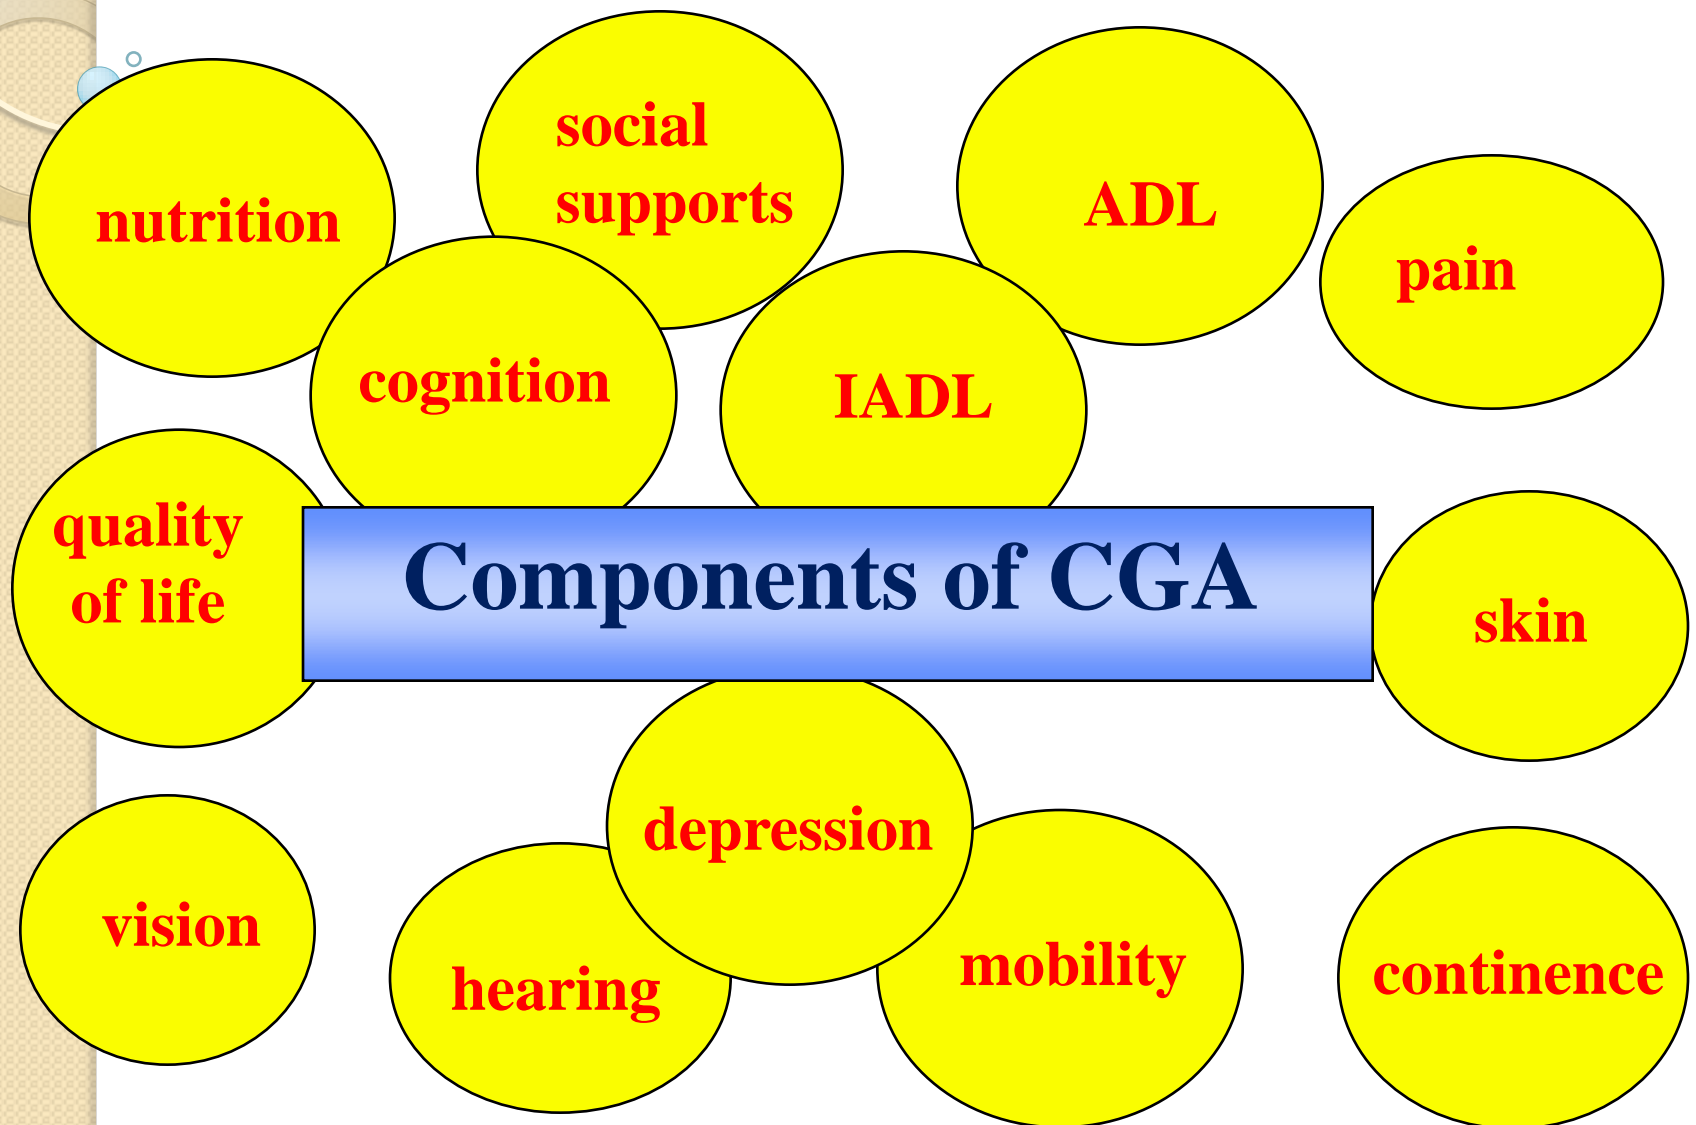 social
supports
ADL
nutrition
pain
cognition
IADL
quality
of life
Components of CGA
skin
depression
vision
mobility
hearing
continence